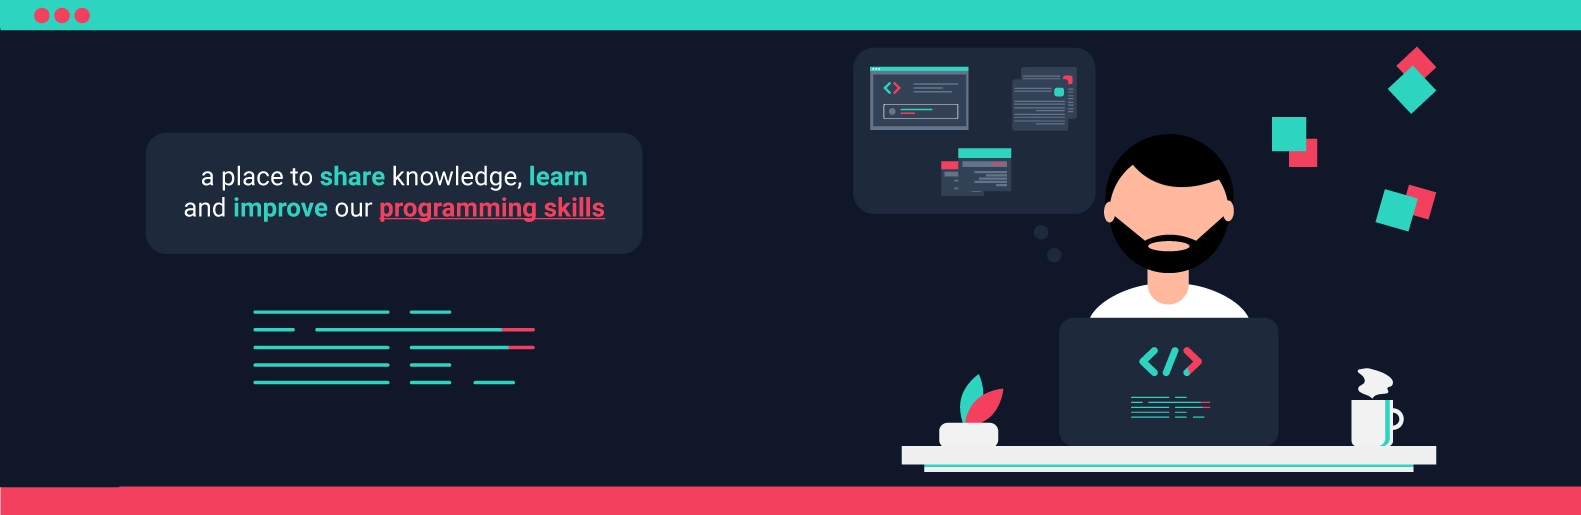 a place to share knowledge, learn
and improve our programming skills
</>